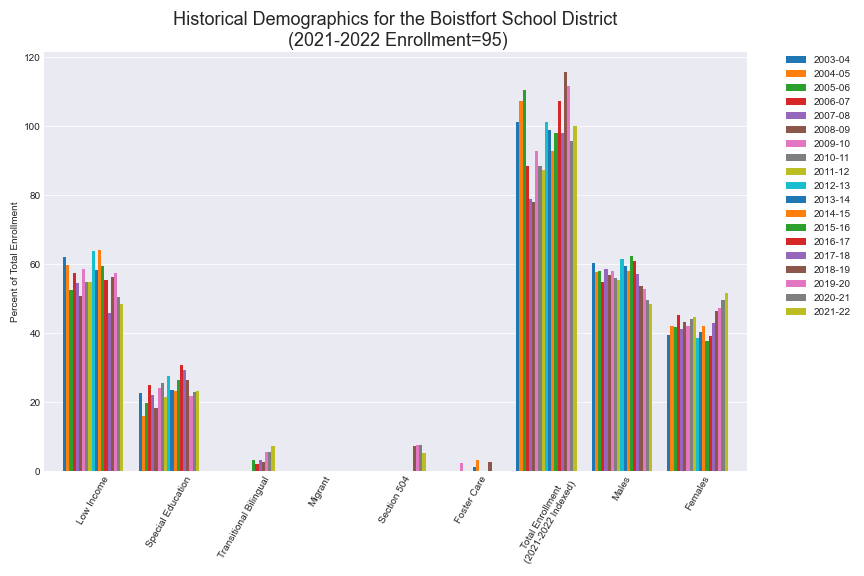 Historical Demographics for the Boistfort School District
(2021-2022 Enrollment=95)
Percent of Total Enrollment
120
100
80
60
40
20
0
Low Income
Special Education
Transitional Bilingual
Migrant
Section 504
Foster Care
Total Enrollment
(2021-2022 Indexed)
Males
Females
2003-04
2004-05
2005-06
2006-07
2007-08
2008-09
2009-10
2010-11
2011-12
2012-13
2013-14
2014-15
2015-16
2016-17
2017-18
2018-19
2019-20
2020-21
2021-22